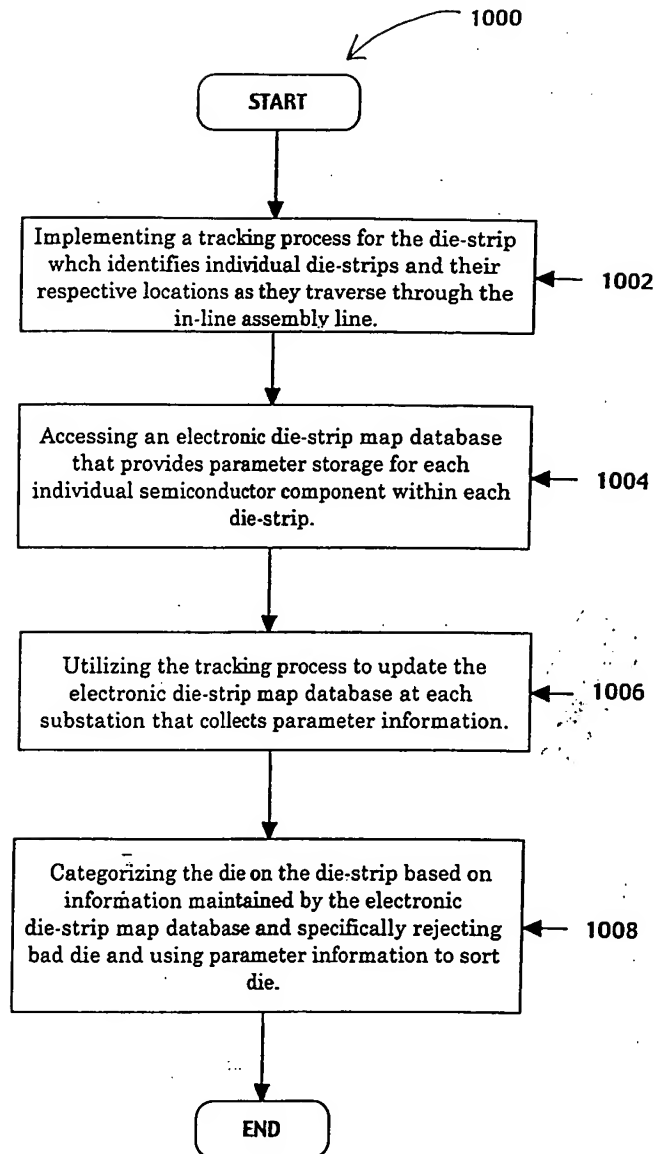 1000
START
Implementing a tracking process for the die-strip
whch identifies individual die-strips and their
respective locations as they traverse through the
in-line assembly line.
1002
Accessing an electronic die-strip map database
that provides parameter storage for each
individual semiconductor component within each
die-strip.
1004
Utilizing the tracking process to update the
electronic die-strip map database at each
substation that collects parameter information.
1006
Categorizing the die on the die-strip based on
information maintained by the electronic
die-strip map database and specifically rejecting
bad die and using parameter information to sort
die.
1008
END